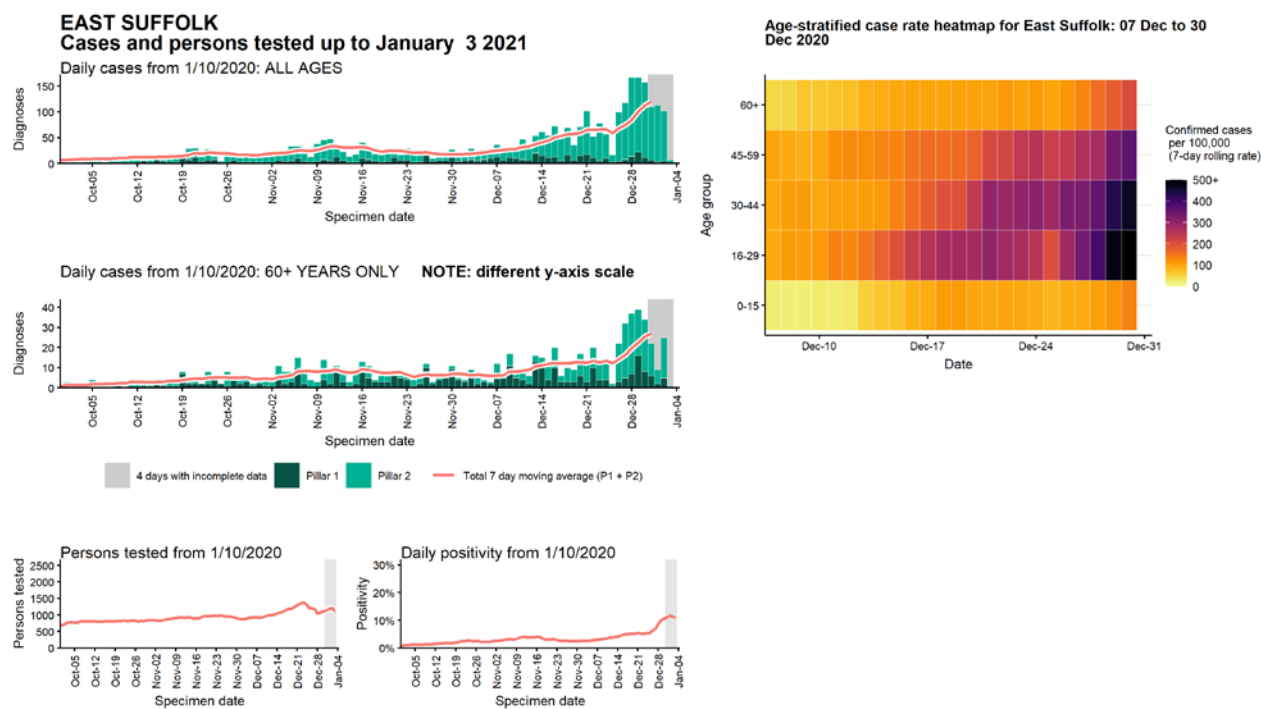 EAST SUFFOLK
Cases and persons tested up to January 3 2021
Daily cases from 1/10/2020: ALL AGES
Diagnoses
150
100
50
0
Oct-05
Oct-12
Oct-19
Oct-26
Nov-02
Nov-09
Nov-16
Nov-23
Nov-30
Dec-07
Dec-14
Dec-21
Dec-28
Jan-04
Specimen date
Daily cases from 1/10/2020: 60+ YEARS ONLY NOTE: different y-axis scale
Diagnoses
40
30
20
10
0
Oct-05
Oct-12
Oct-19
Oct-26
Nov-02
Nov-09
Nov-16
Nov-23
Nov-30
Dec-07
Dec-14
Dec-21
Dec-28
Jan-04
Specimen date
4 days with incomplete data
Pillar 1
Pillar 2
Total 7 day moving average (P1 + P2)
Persons tested from 1/10/2020
Persons tested
2500
2000
1500
1000
500
0
Oct-05
Oct-12
Oct-19
Oct-26
Nov-02
Nov-09
Nov-16
Nov-23
Nov-30
Dec-07
Dec-14
Dec-21
Dec-28
Jan-04
Specimen date
Daily positivity from 1/10/2020
Positivity
30%
20%
10%
0%
Oct-05
Oct-12
Oct-19
Oct-26
Nov-02
Nov-09
Nov-16
Nov-23
Nov-30
Dec-07
Dec-14
Dec-21
Dec-28
Jan-04
Specimen date
Age-stratified case rate heatmap for East Suffolk: 07 Dec to 30
Dec 2020
Age group
60+
45-59
30-44
16-29
0-15
Dec-10
Dec-17
Dec-24
Dec-31
Date
Confirmed cases
per 100,000
(7-day rolling rate)
500+
400
300
200
100
0